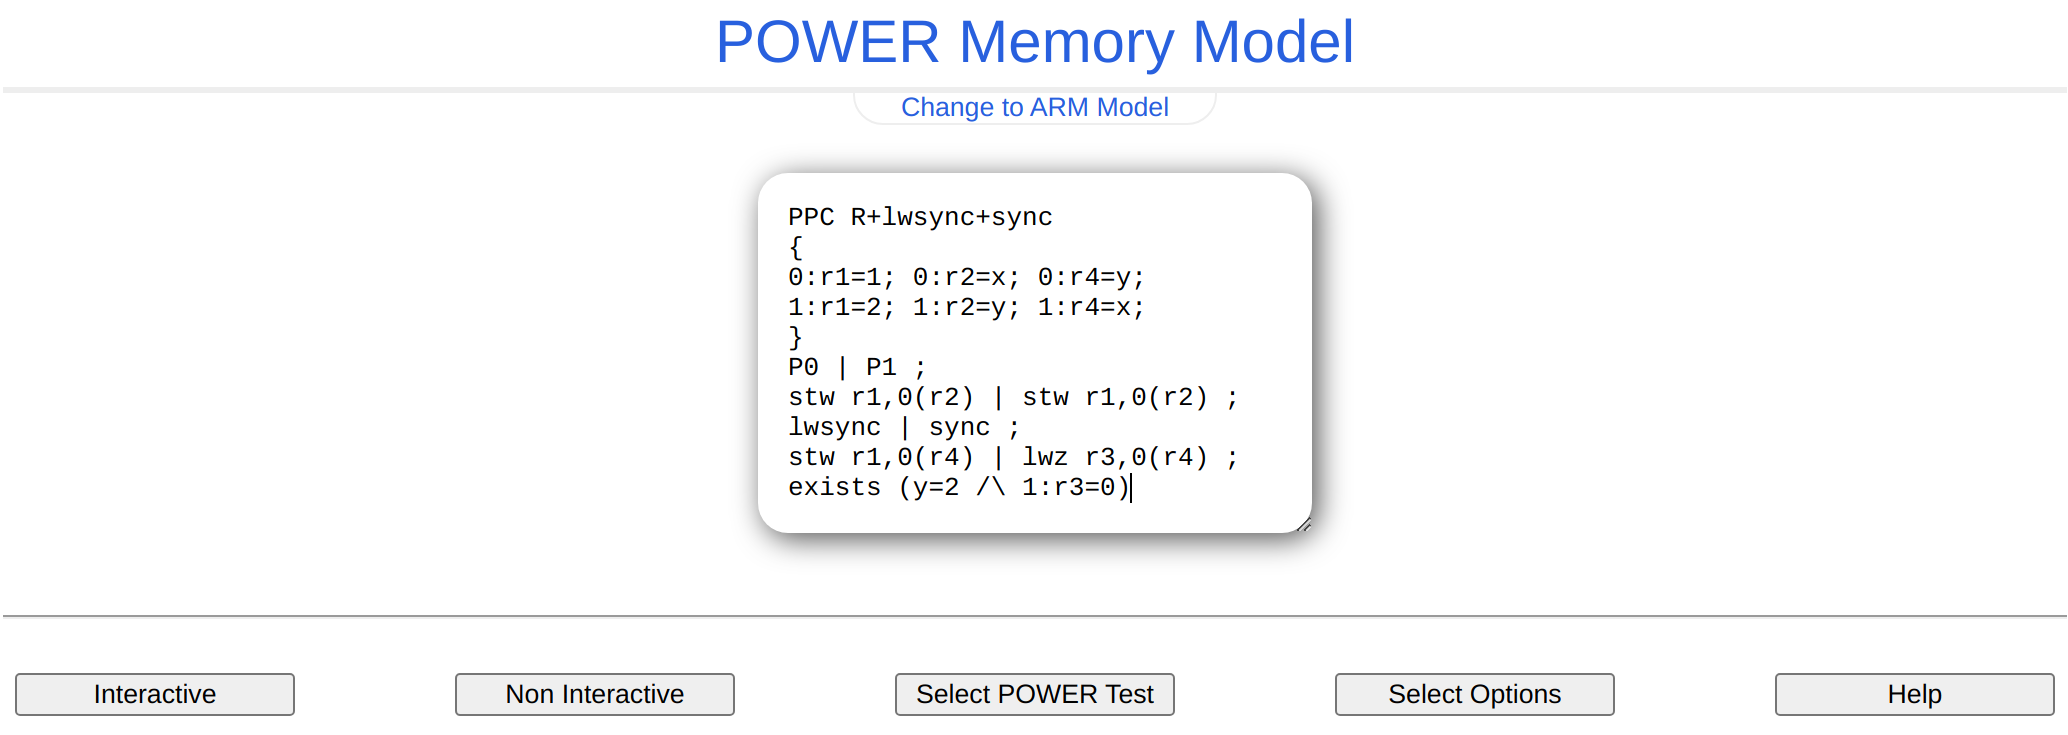 POWER Memory Model
Change to ARM Model
PPC R+lwsync+sync
{
0:r1=1; 0:r2=x; 0:r4=y;
1:r1=2; 1:r2=y; 1:r4=x;
}
P0 | P1 ;
stw r1,0(r2) | stw r1,0(r2) ;
lwsync | sync ;
stw r1,0(r4) | lwz r3,0(r4) ;
exists (y=2 /\ 1:r3=0)
Interactive
Non Interactive
Select POWER Test
Select Options
Help